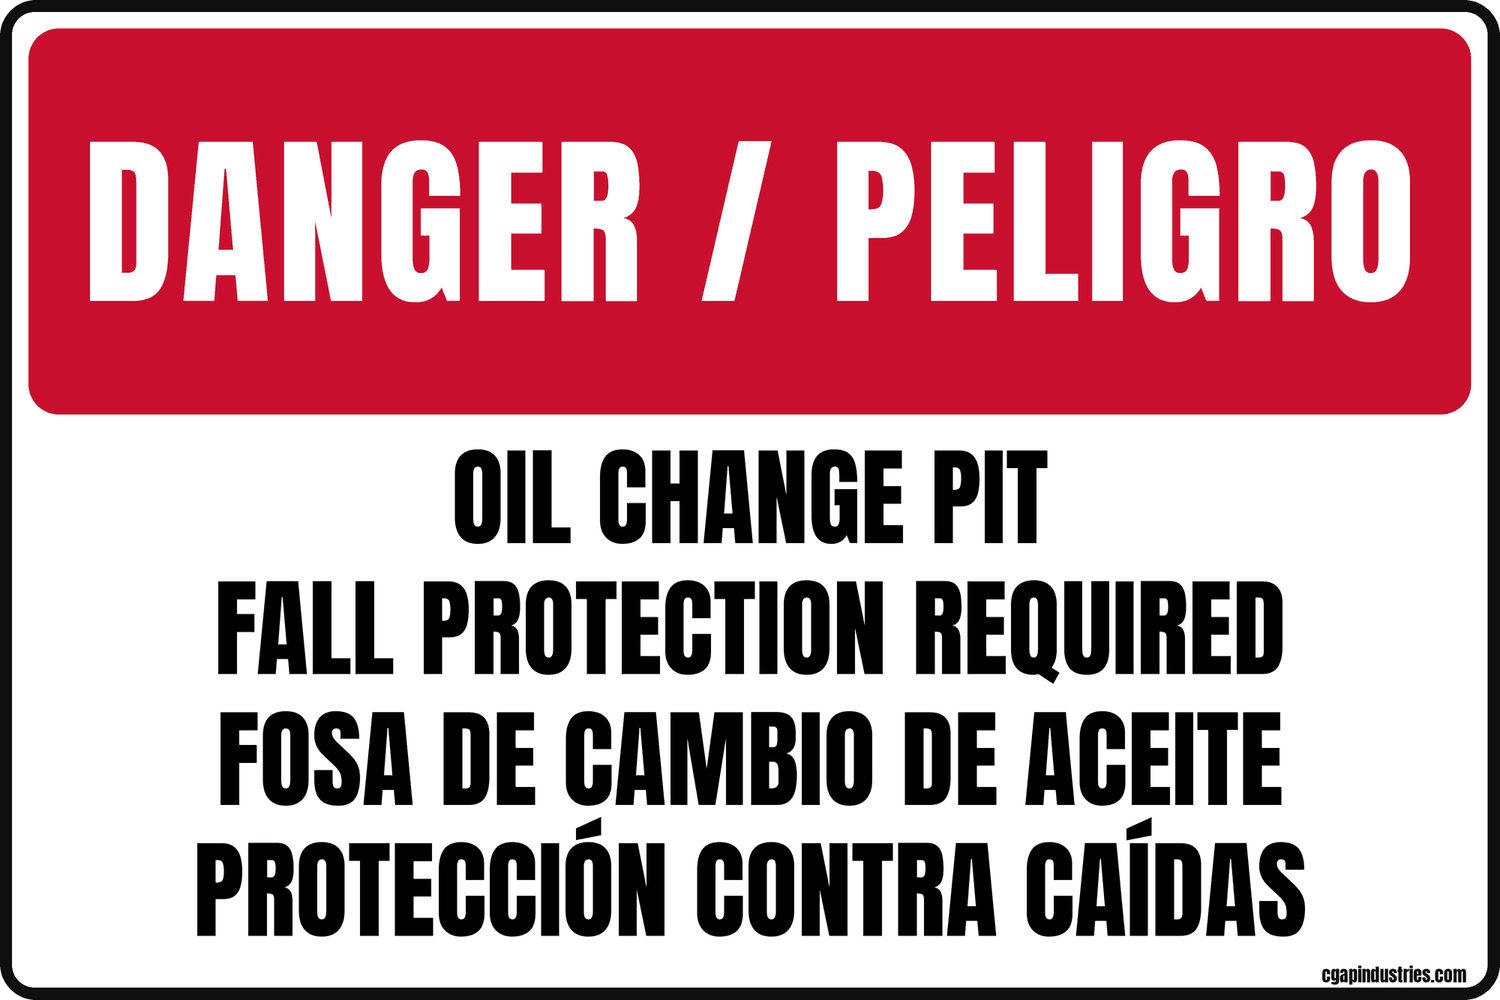 DANGER / PELIGRO
OIL CHANGE PIT
FALL PROTECTION REQUIRED
FOSA DE CAMBIO DE ACEITE
PROTECCIÓN CONTRA CAÍDAS
cgapindustries.com